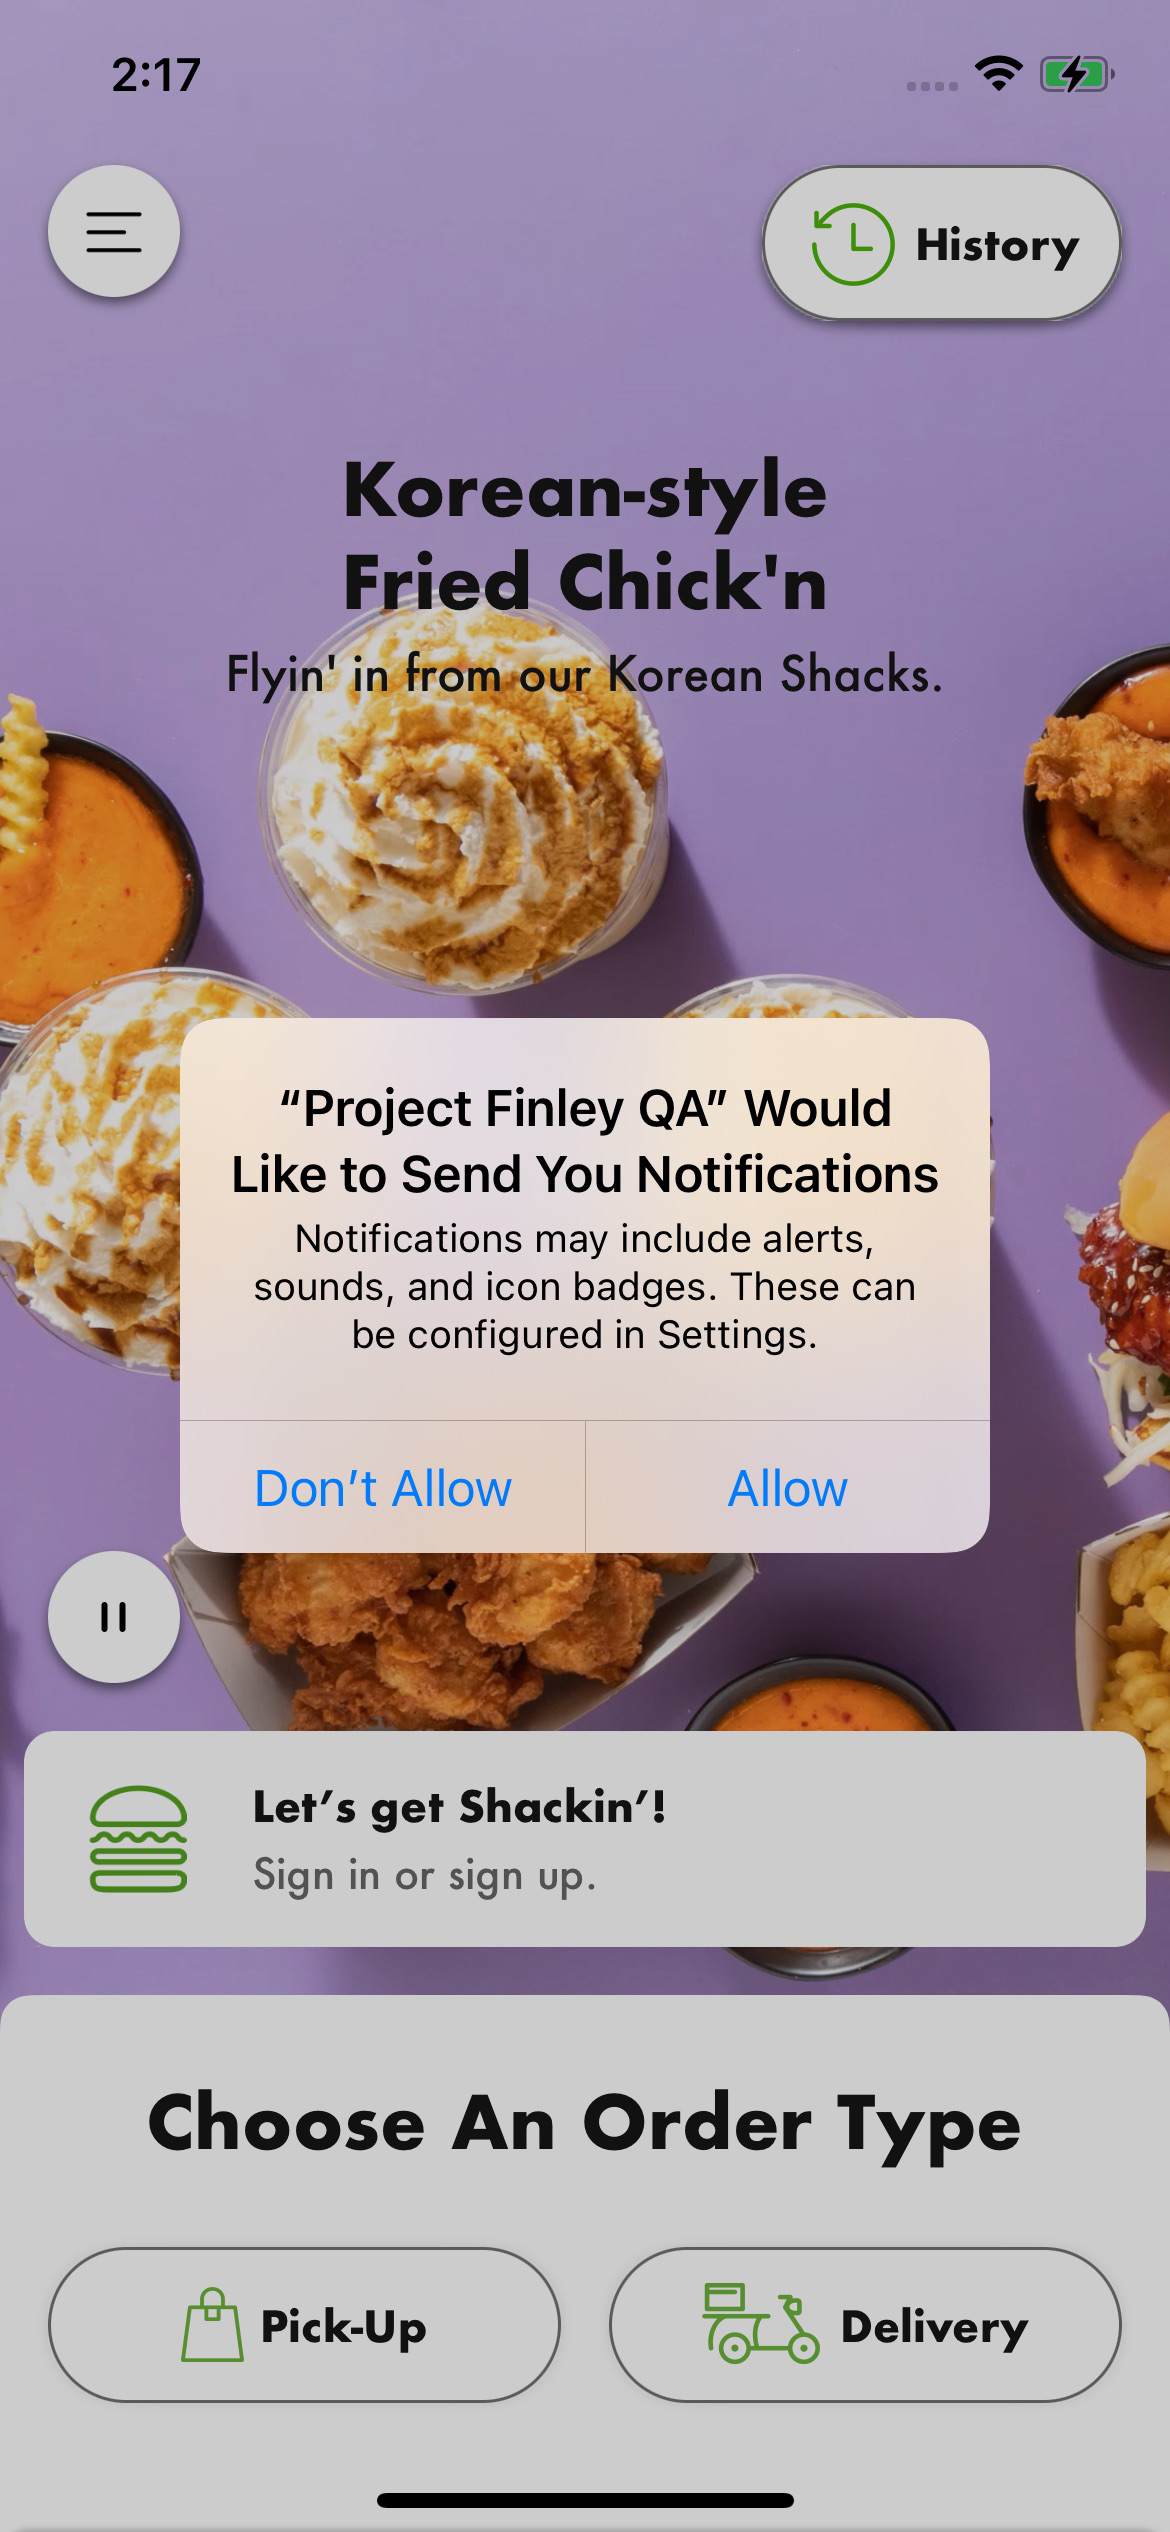 2:17
History
Korean-style
Fried Chick'n
Flyin' in from our Korean Shacks.
“Project Finley QA” Would
Like to Send You Notifications
Notifications may include alerts,
sounds, and icon badges. These can
be configured in Settings.
Don’t Allow
Allow
Let’s get Shackin’!
Sign in or sign up.
Choose An Order Type
Pick-Up
Delivery